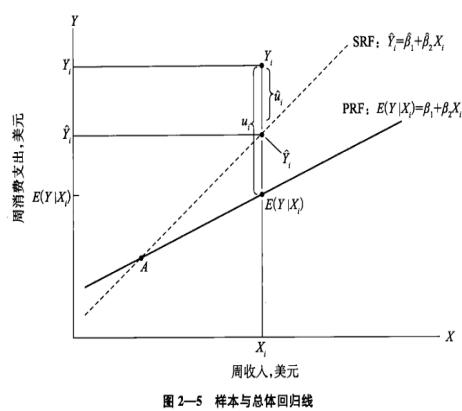 Y
SRF：Ŷᵢ=β̂₁+β̂₂Xᵢ
Yᵢ
Yᵢ
ûᵢ
PRF：E(Y|Xᵢ)=β₁+β₂Xᵢ
uᵢ
Ŷᵢ
Ŷᵢ
周消费支出,美元
E(Y|Xᵢ)
E(Y|Xᵢ)
A
X
Xᵢ
周收入,美元
图 2—5 样本与总体回归线